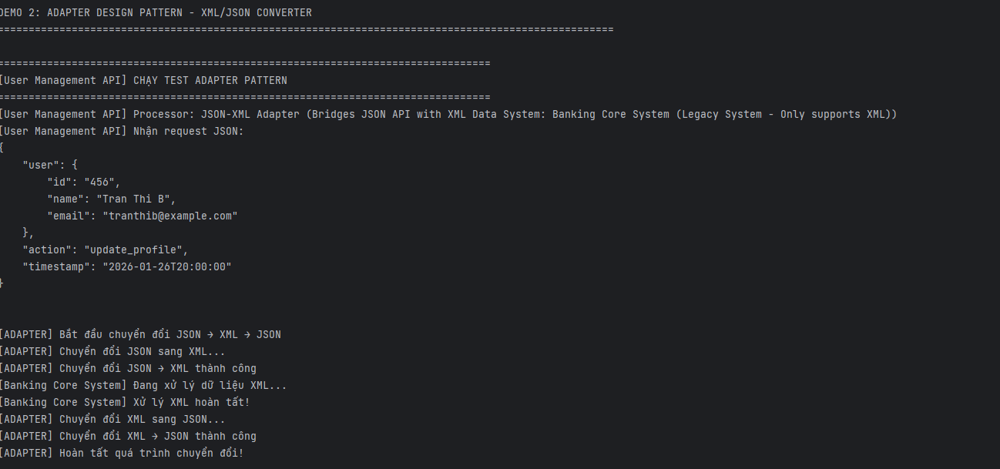 DEMO 2: ADAPTER DESIGN PATTERN - XML/JSON CONVERTER
====================================================================================================
================================================================================
[User Management API] CHẠY TEST ADAPTER PATTERN
================================================================================
[User Management API] Processor: JSON-XML Adapter (Bridges JSON API with XML Data System: Banking Core System (Legacy System - Only supports XML))
[User Management API] Nhận request JSON:
{
    "user": {
        "id": "456",
        "name": "Tran Thi B",
        "email": "tranthib@example.com"
    },
    "action": "update_profile",
    "timestamp": "2026-01-26T20:00:00"
}
[ADAPTER] Bắt đầu chuyển đổi JSON → XML → JSON
[ADAPTER] Chuyển đổi JSON sang XML...
[ADAPTER] Chuyển đổi JSON → XML thành công
[Banking Core System] Đang xử lý dữ liệu XML...
[Banking Core System] Xử lý XML hoàn tất!
[ADAPTER] Chuyển đổi XML sang JSON...
[ADAPTER] Chuyển đổi XML → JSON thành công
[ADAPTER] Hoàn tất quá trình chuyển đổi!